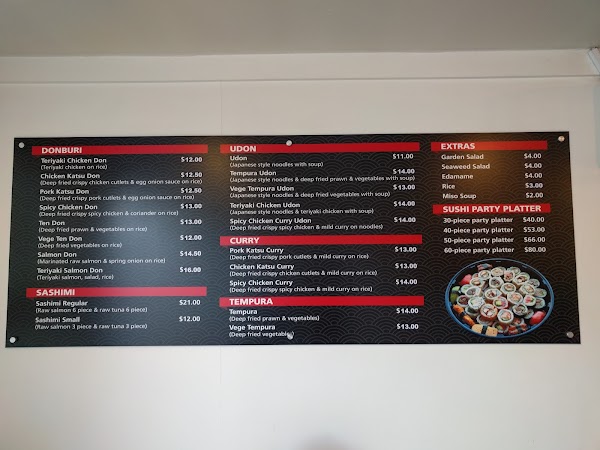 DONBURI
Teriyaki Chicken Don $12.00
(Teriyaki chicken on rice)
Chicken Katsu Don $12.50
(Deep fried crispy chicken cutlets & egg onion sauce on rice)
Pork Katsu Don $12.50
(Deep fried crispy pork cutlets & egg onion sauce on rice)
Spicy Chicken Don $13.00
(Deep fried crispy spicy chicken & coriander on rice)
Ten Don $13.00
(Deep fried prawn & vegetables on rice)
Vege Ten Don $12.00
(Deep fried vegetables on rice)
Salmon Don $14.50
(Marinated raw salmon & spring onion on rice)
Teriyaki Salmon Don $16.00
(Teriyaki salmon, salad, rice)
SASHIMI
Sashimi Regular $21.00
(Raw salmon 6 piece & raw tuna 6 piece)
Sashimi Small $12.00
(Raw salmon 3 piece & raw tuna 3 piece)
UDON
Udon $11.00
(Japanese style noodles with soup)
Tempura Udon $14.00
(Japanese style noodles & deep fried prawn & vegetables with soup)
Vege Tempura Udon $13.00
(Japanese style noodles & deep fried vegetables with soup)
Teriyaki Chicken Udon $14.00
(Japanese style noodles & teriyaki chicken with soup)
Spicy Chicken Curry Udon $14.00
(Deep fried crispy spicy chicken & mild curry on noodles)
CURRY
Pork Katsu Curry $13.00
(Deep fried crispy pork cutlets & mild curry on rice)
Chicken Katsu Curry $13.00
(Deep fried crispy chicken cutlets & mild curry on rice)
Spicy Chicken Curry $14.00
(Deep fried crispy spicy chicken & mild curry on rice)
TEMPURA
Tempura $14.00
(Deep fried prawn & vegetables)
Vege Tempura $13.00
(Deep fried vegetables)
EXTRAS
Garden Salad $4.00
Seaweed Salad $4.00
Edamame $4.00
Rice $3.00
Miso Soup $2.00
SUSHI PARTY PLATTER
30-piece party platter $40.00
40-piece party platter $53.00
50-piece party platter $66.00
60-piece party platter $80.00